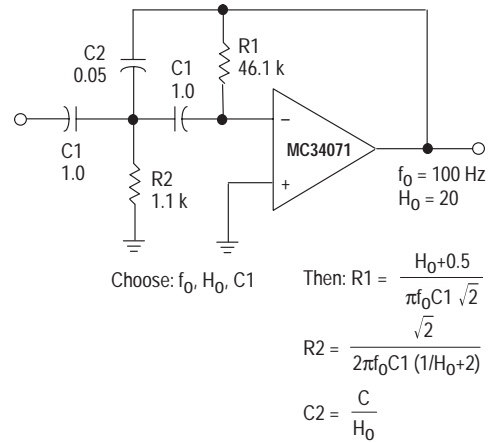 C2
0.05
C1
1.0
R1
46.1 k
C1
1.0
R2
1.1 k
–
MC34071
+
f0 = 100 Hz
H0 = 20
Choose: f0, H0, C1
Then: R1 = H0+0.5 / πf0C1 √2
R2 = √2 / 2πf0C1 (1/H0+2)
C2 = C / H0